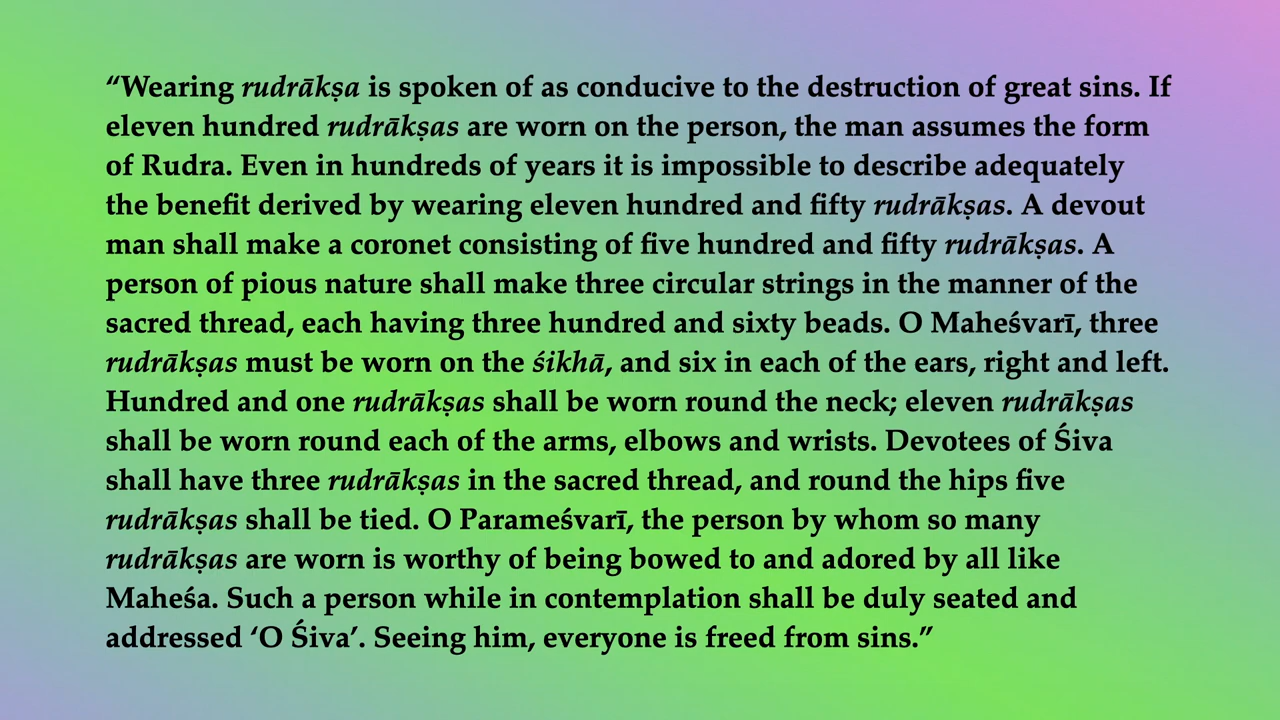 “Wearing rudrākṣa is spoken of as conducive to the destruction of great sins. If
eleven hundred rudrākṣas are worn on the person, the man assumes the form
of Rudra. Even in hundreds of years it is impossible to describe adequately
the benefit derived by wearing eleven hundred and fifty rudrākṣas. A devout
man shall make a coronet consisting of five hundred and fifty rudrākṣas. A
person of pious nature shall make three circular strings in the manner of the
sacred thread, each having three hundred and sixty beads. O Maheśvarī, three
rudrākṣas must be worn on the śikhā, and six in each of the ears, right and left.
Hundred and one rudrākṣas shall be worn round the neck; eleven rudrākṣas
shall be worn round each of the arms, elbows and wrists. Devotees of Śiva
shall have three rudrākṣas in the sacred thread, and round the hips five
rudrākṣas shall be tied. O Parameśvarī, the person by whom so many
rudrākṣas are worn is worthy of being bowed to and adored by all like
Maheśa. Such a person while in contemplation shall be duly seated and
addressed ‘O Śiva’. Seeing him, everyone is freed from sins.”